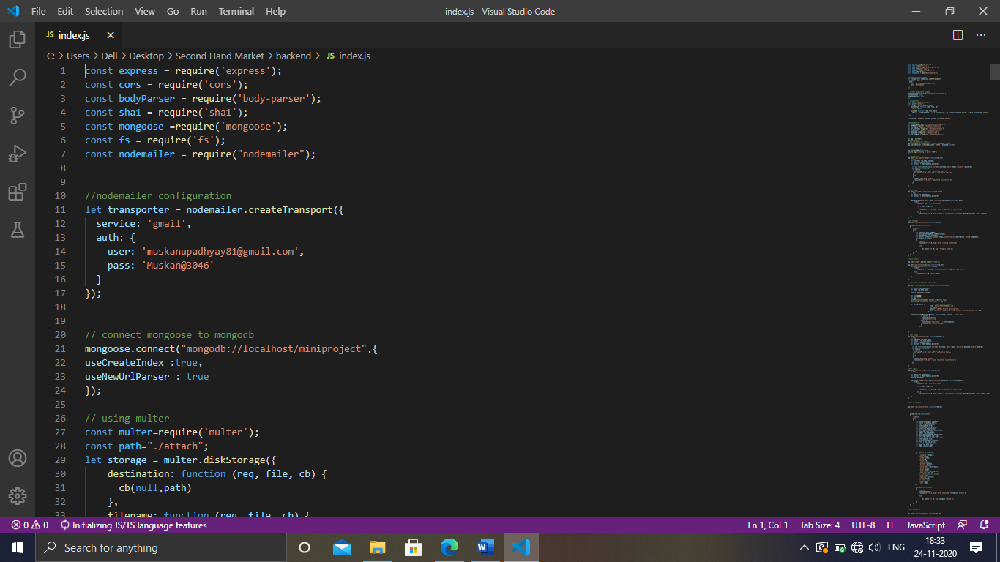 File Edit Selection View Go Run Terminal Help index.js - Visual Studio Code
JS index.js
C: > Users > Dell > Desktop > Second Hand Market > backend > JS index.js
1 const express = require('express');
2 const cors = require('cors');
3 const bodyParser = require('body-parser');
4 const sha1 = require('sha1');
5 const mongoose =require('mongoose');
6 const fs = require('fs');
7 const nodemailer = require("nodemailer");
8
9
10 //nodemailer configuration
11 let transporter = nodemailer.createTransport({
12 service: 'gmail',
13 auth: {
14 user: 'muskanupadhyay81@gmail.com',
15 pass: 'Muskan@3046'
16 }
17 });
18
19
20 // connect mongoose to mongodb
21 mongoose.connect("mongodb://localhost/miniproject",{
22 useCreateIndex :true,
23 useNewUrlParser : true
24 });
25
26 // using multer
27 const multer=require('multer');
28 const path="./attach";
29 let storage = multer.diskStorage({
30 destination: function (req, file, cb) {
31 cb(null,path)
32 },
33 filename: function (req, file, cb) {
0 0 Initializing JS/TS language features Ln 1, Col 1 Tab Size: 4 UTF-8 LF JavaScript
Search for anything ENG 18:33
24-11-2020